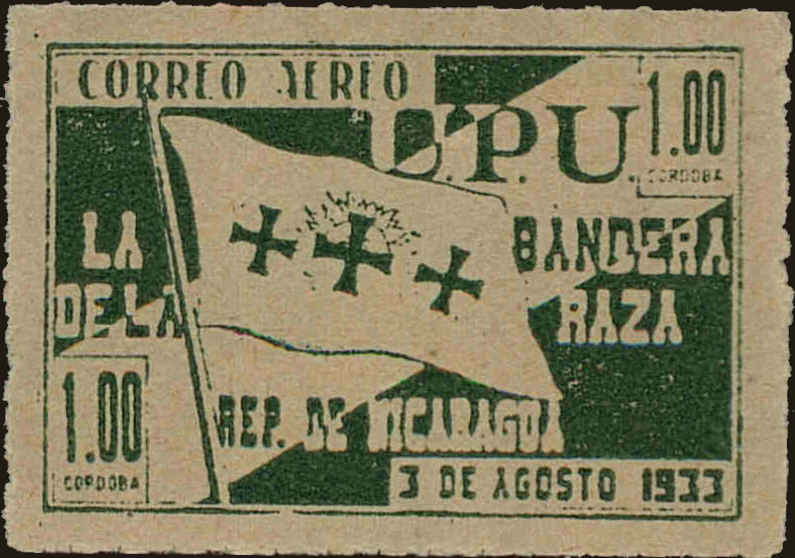 CORREO AEREO
U.P.U.
1.00
CORDOBA
LA BANDERA
DE LA RAZA
1.00
CORDOBA
REP. DE NICARAGUA
3 DE AGOSTO 1933